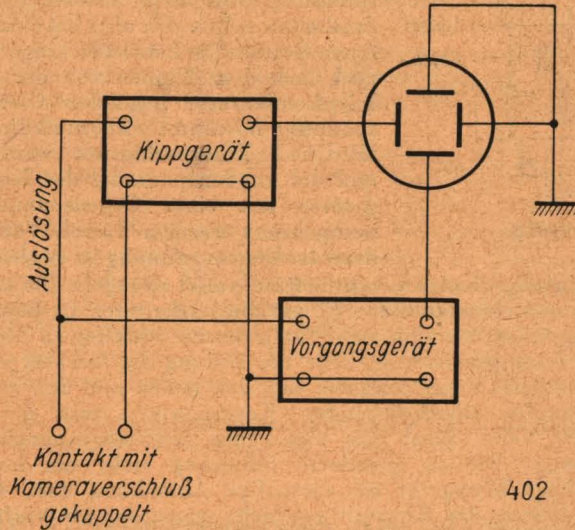 Kippgerät
Auslösung
Vorgangsgerät
Kontakt mit
Kameraverschluß
gekuppelt
402